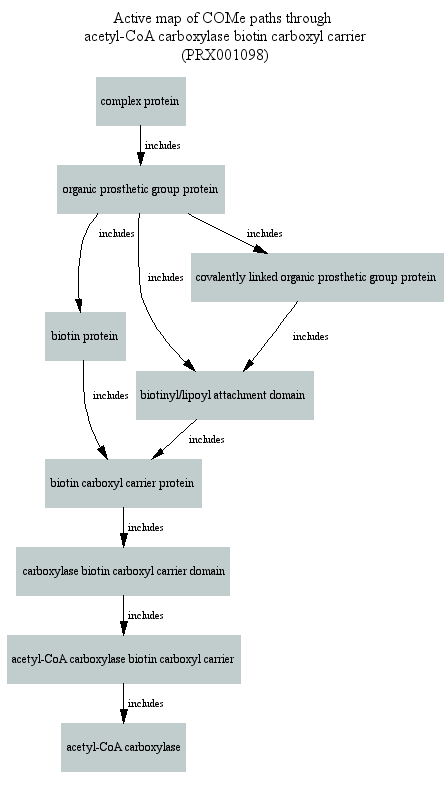 Active map of COMe paths through
acetyl-CoA carboxylase biotin carboxyl carrier
(PRX001098)
complex protein
includes
organic prosthetic group protein
includes
includes
includes
covalently linked organic prosthetic group protein
biotin protein
includes
biotinyl/lipoyl attachment domain
includes
includes
biotin carboxyl carrier protein
includes
carboxylase biotin carboxyl carrier domain
includes
acetyl-CoA carboxylase biotin carboxyl carrier
includes
acetyl-CoA carboxylase